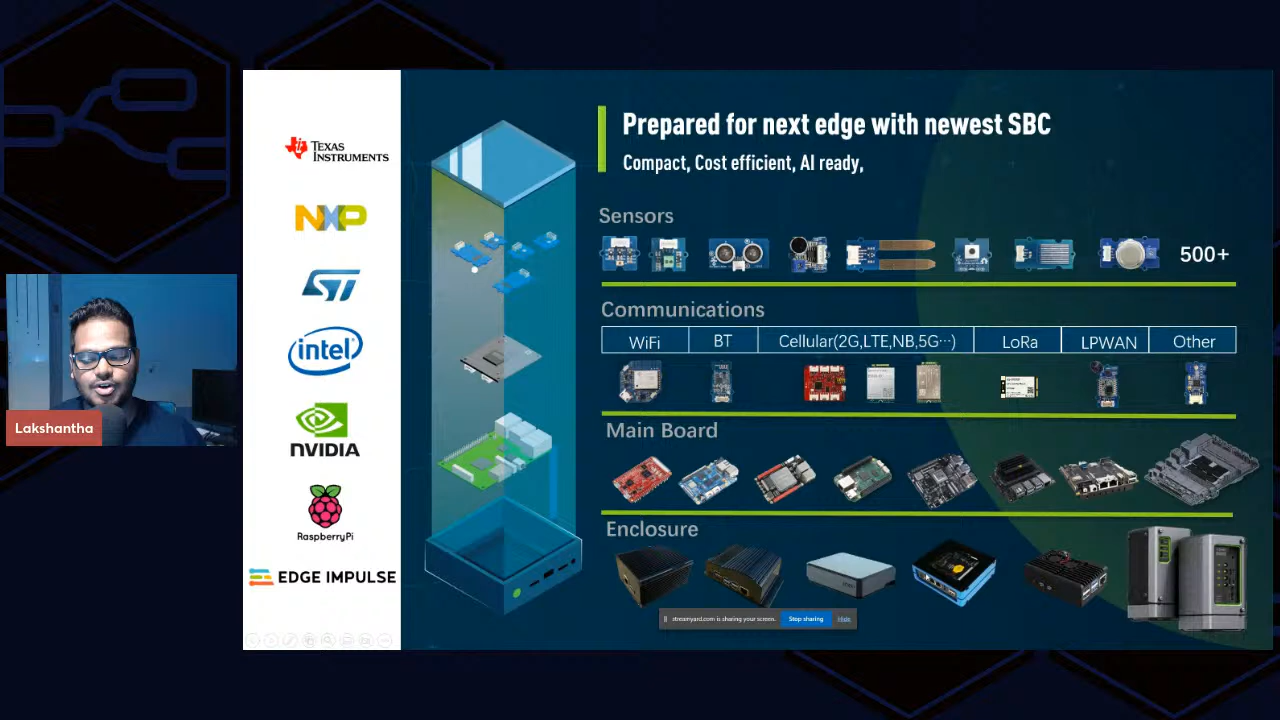 TEXAS
INSTRUMENTS
NXP
ST
intel
NVIDIA
RaspberryPi
EDGE IMPULSE
Lakshantha
Prepared for next edge with newest SBC
Compact, Cost efficient, AI ready,
Sensors
500+
Communications
WiFi
BT
Cellular(2G,LTE,NB,5G···)
LoRa
LPWAN
Other
Main Board
Enclosure
streamyard.com is sharing your screen.
Stop sharing
Hide